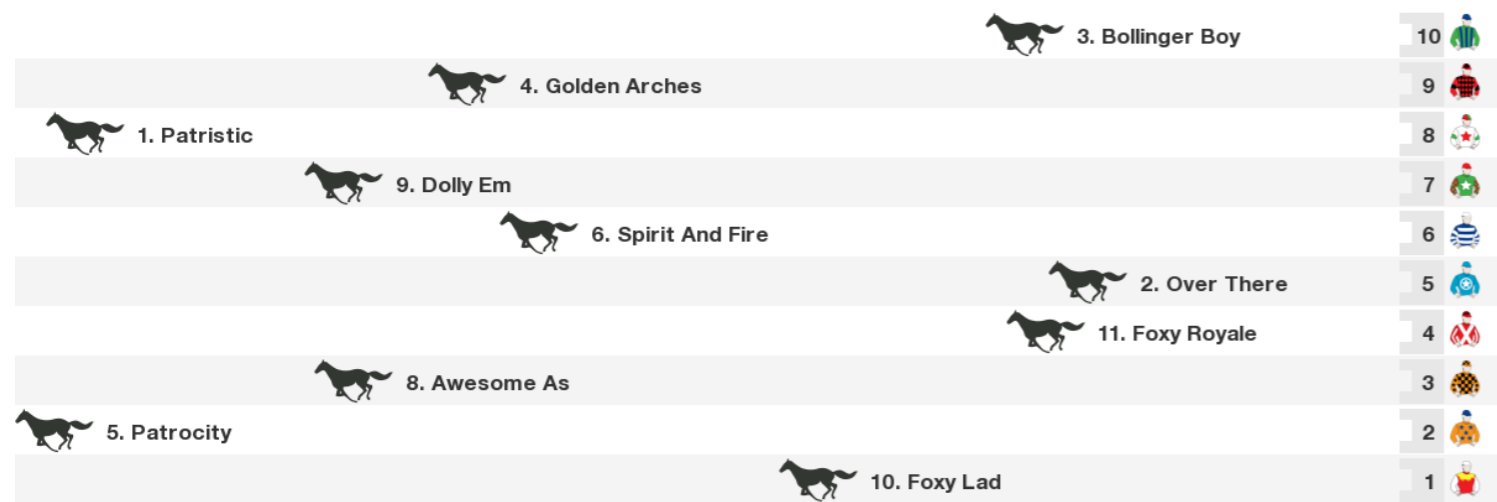 3. Bollinger Boy 10
4. Golden Arches 9
1. Patristic 8
9. Dolly Em 7
6. Spirit And Fire 6
2. Over There 5
11. Foxy Royale 4
8. Awesome As 3
5. Patrocity 2
10. Foxy Lad 1